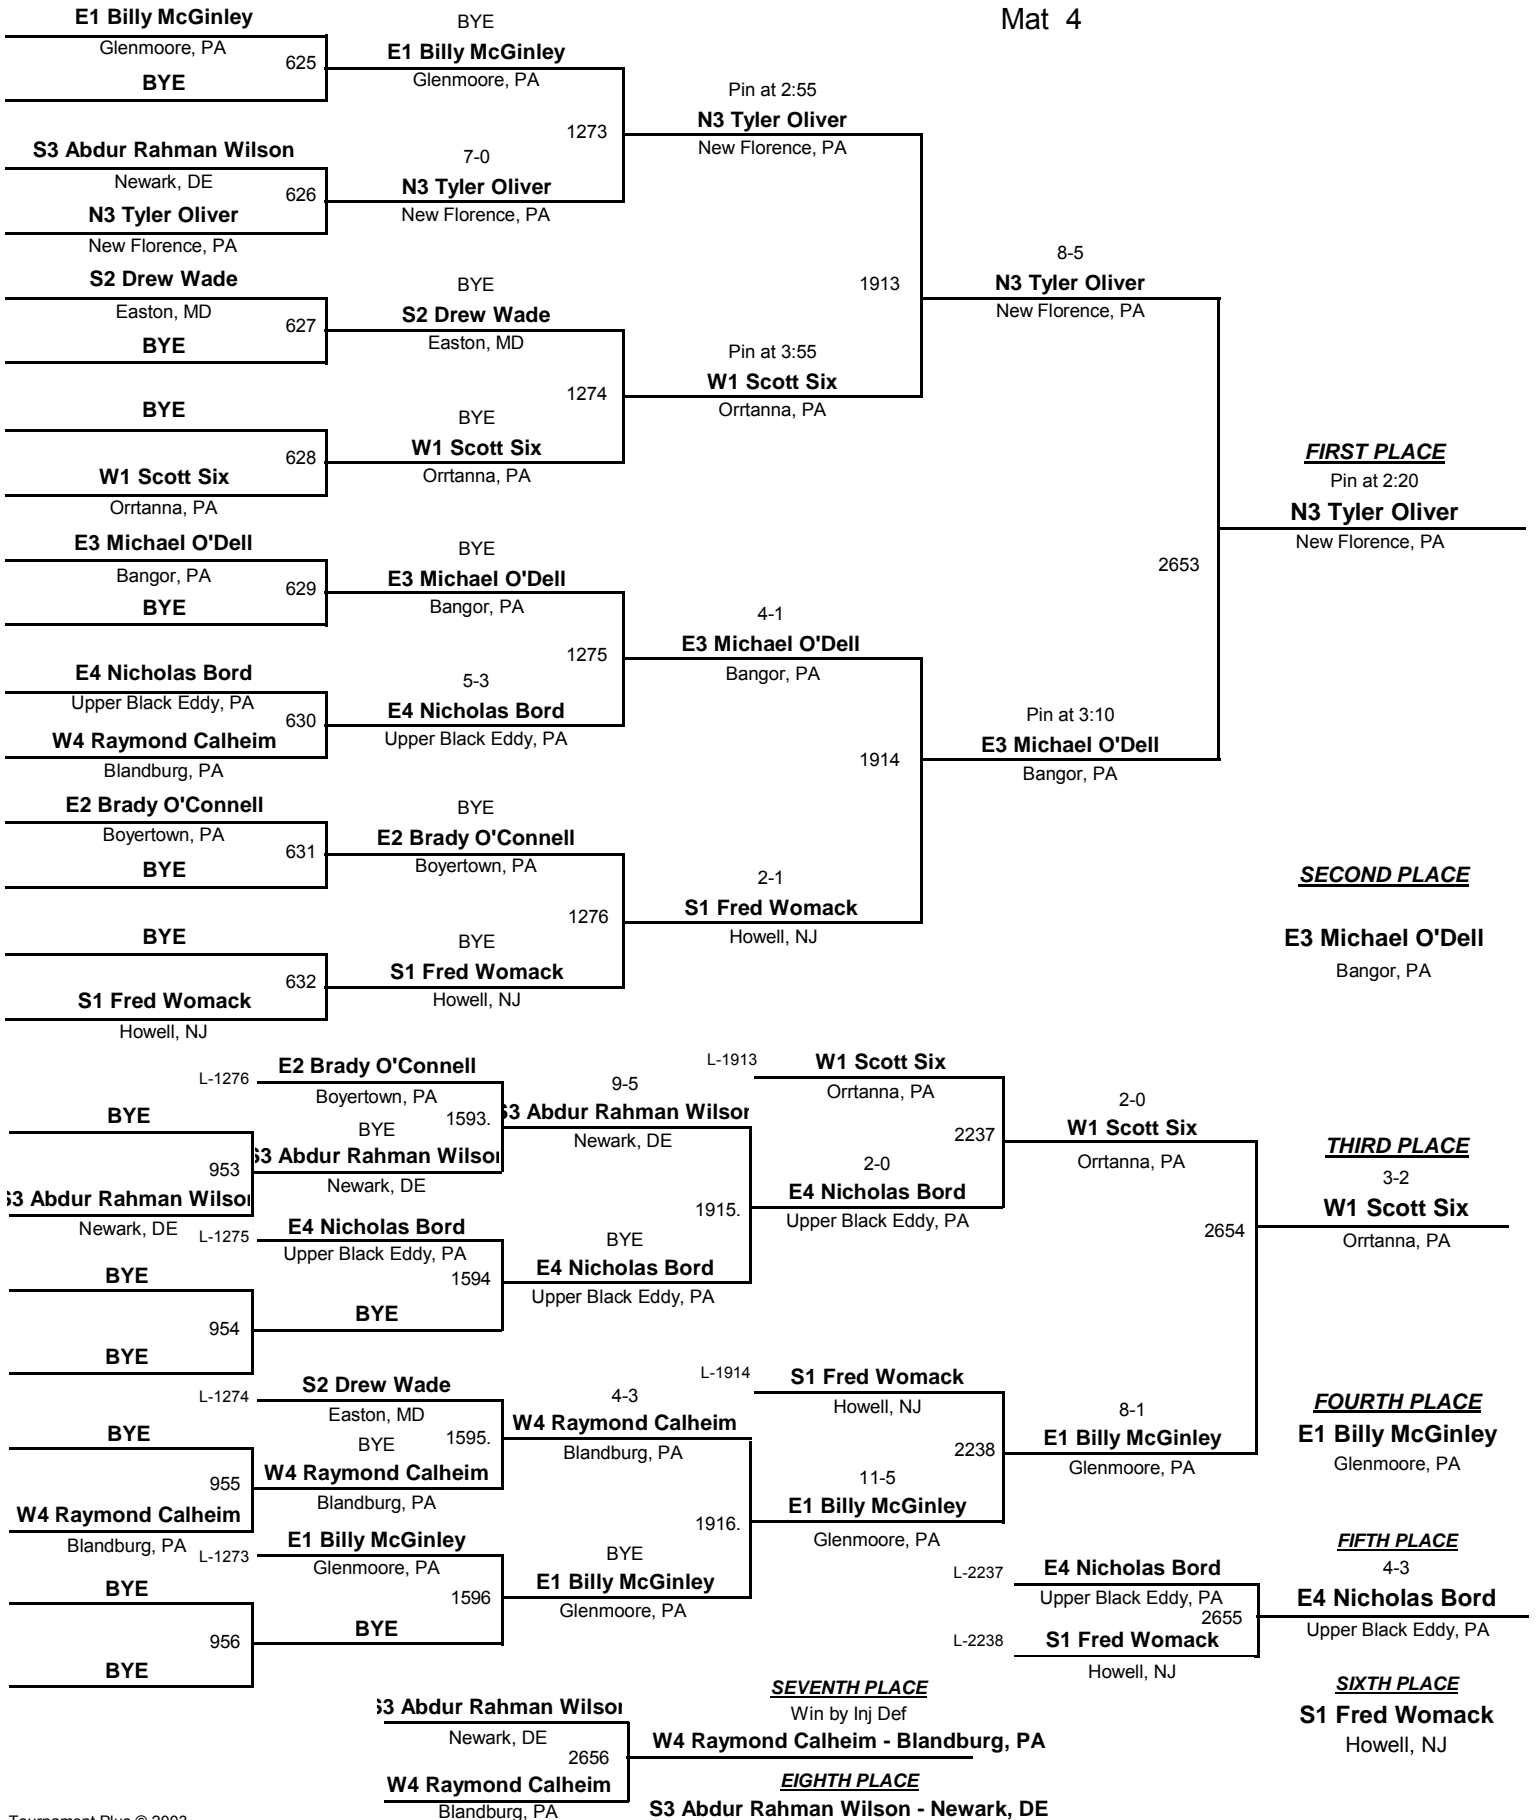 Mat 4
E1 Billy McGinley
Glenmoore, PA
625
BYE
BYE
E1 Billy McGinley
Glenmoore, PA
S3 Abdur Rahman Wilson
Newark, DE
626
N3 Tyler Oliver
New Florence, PA
7-0
N3 Tyler Oliver
New Florence, PA
1273
Pin at 2:55
N3 Tyler Oliver
New Florence, PA
S2 Drew Wade
Easton, MD
627
BYE
BYE
S2 Drew Wade
Easton, MD
BYE
628
W1 Scott Six
Orrtanna, PA
BYE
W1 Scott Six
Orrtanna, PA
1274
Pin at 3:55
W1 Scott Six
Orrtanna, PA
1913
8-5
N3 Tyler Oliver
New Florence, PA
E3 Michael O'Dell
Bangor, PA
629
BYE
BYE
E3 Michael O'Dell
Bangor, PA
E4 Nicholas Bord
Upper Black Eddy, PA
630
W4 Raymond Calheim
Blandburg, PA
5-3
E4 Nicholas Bord
Upper Black Eddy, PA
1275
4-1
E3 Michael O'Dell
Bangor, PA
E2 Brady O'Connell
Boyertown, PA
631
BYE
BYE
E2 Brady O'Connell
Boyertown, PA
BYE
632
S1 Fred Womack
Howell, NJ
BYE
S1 Fred Womack
Howell, NJ
1276
2-1
S1 Fred Womack
Howell, NJ
1914
Pin at 3:10
E3 Michael O'Dell
Bangor, PA
2653
FIRST PLACE
Pin at 2:20
N3 Tyler Oliver
New Florence, PA
SECOND PLACE
E3 Michael O'Dell
Bangor, PA
L-1276
E2 Brady O'Connell
Boyertown, PA
1593.
BYE
953
S3 Abdur Rahman Wilson
Newark, DE
BYE
S3 Abdur Rahman Wilson
Newark, DE
9-5
S3 Abdur Rahman Wilson
Newark, DE
L-1275
E4 Nicholas Bord
Upper Black Eddy, PA
1594
BYE
954
BYE
BYE
BYE
E4 Nicholas Bord
Upper Black Eddy, PA
1915.
L-1913
W1 Scott Six
Orrtanna, PA
2237
2-0
E4 Nicholas Bord
Upper Black Eddy, PA
2-0
W1 Scott Six
Orrtanna, PA
L-1274
S2 Drew Wade
Easton, MD
1595.
BYE
955
W4 Raymond Calheim
Blandburg, PA
BYE
W4 Raymond Calheim
Blandburg, PA
4-3
W4 Raymond Calheim
Blandburg, PA
L-1273
E1 Billy McGinley
Glenmoore, PA
1596
BYE
956
BYE
BYE
BYE
E1 Billy McGinley
Glenmoore, PA
1916.
L-1914
S1 Fred Womack
Howell, NJ
2238
11-5
E1 Billy McGinley
Glenmoore, PA
8-1
E1 Billy McGinley
Glenmoore, PA
2654
THIRD PLACE
3-2
W1 Scott Six
Orrtanna, PA
FOURTH PLACE
E1 Billy McGinley
Glenmoore, PA
L-2237
E4 Nicholas Bord
Upper Black Eddy, PA
2655
L-2238
S1 Fred Womack
Howell, NJ
FIFTH PLACE
4-3
E4 Nicholas Bord
Upper Black Eddy, PA
SIXTH PLACE
S1 Fred Womack
Howell, NJ
S3 Abdur Rahman Wilson
Newark, DE
2656
W4 Raymond Calheim
Blandburg, PA
SEVENTH PLACE
Win by Inj Def
W4 Raymond Calheim - Blandburg, PA
EIGHTH PLACE
S3 Abdur Rahman Wilson - Newark, DE
Tournament Plus © 2003